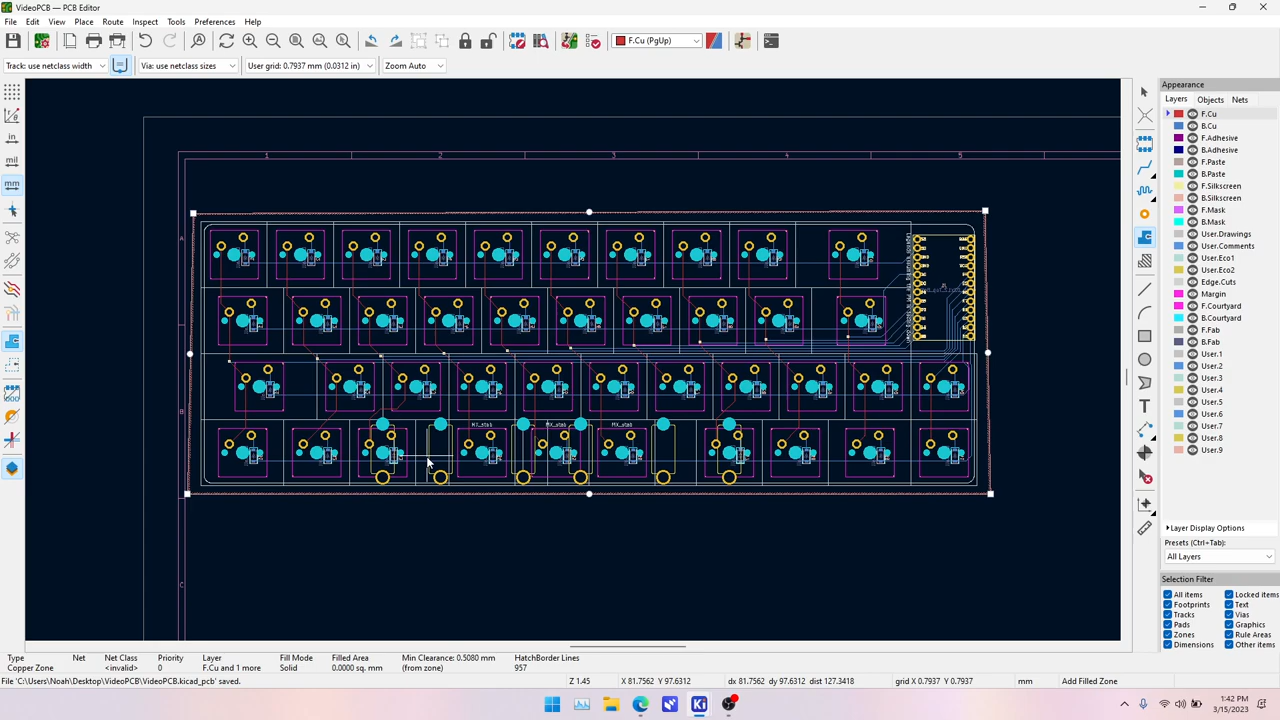 VideoPCB — PCB Editor
File Edit View Place Route Inspect Tools Preferences Help
F.Cu (PgUp)
Track: use netclass width Via: use netclass sizes User grid: 0.7937 mm (0.0312 in) Zoom Auto
in
mil
mm
1 2 3 4 5
A
B
C
MX_stab MX_stab MX_stab
Appearance
Layers Objects Nets
F.Cu
B.Cu
F.Adhesive
B.Adhesive
F.Paste
B.Paste
F.Silkscreen
B.Silkscreen
F.Mask
B.Mask
User.Drawings
User.Comments
User.Eco1
User.Eco2
Edge.Cuts
Margin
F.Courtyard
B.Courtyard
F.Fab
B.Fab
User.1
User.2
User.3
User.4
User.5
User.6
User.7
User.8
User.9
Layer Display Options
Presets (Ctrl+Tab):
All Layers
Selection Filter
All items Locked items
Footprints Text
Tracks Vias
Pads Graphics
Zones Rule Areas
Dimensions Other items
Type Net Net Class Priority Layer Fill Mode Filled Area Min Clearance: 0.5080 mm HatchBorder Lines
Copper Zone <invalid> 0 F.Cu and 1 more Solid 0.0000 sq. mm (from zone) 957
File 'C:\Users\Noah\Desktop\VideoPCB\VideoPCB.kicad_pcb' saved. Z 1.45 X 81.7562 Y 97.6312 dx 81.7562 dy 97.6312 dist 127.3418 grid X 0.7937 Y 0.7937 mm Add Filled Zone
Ki
1:42 PM
3/15/2023